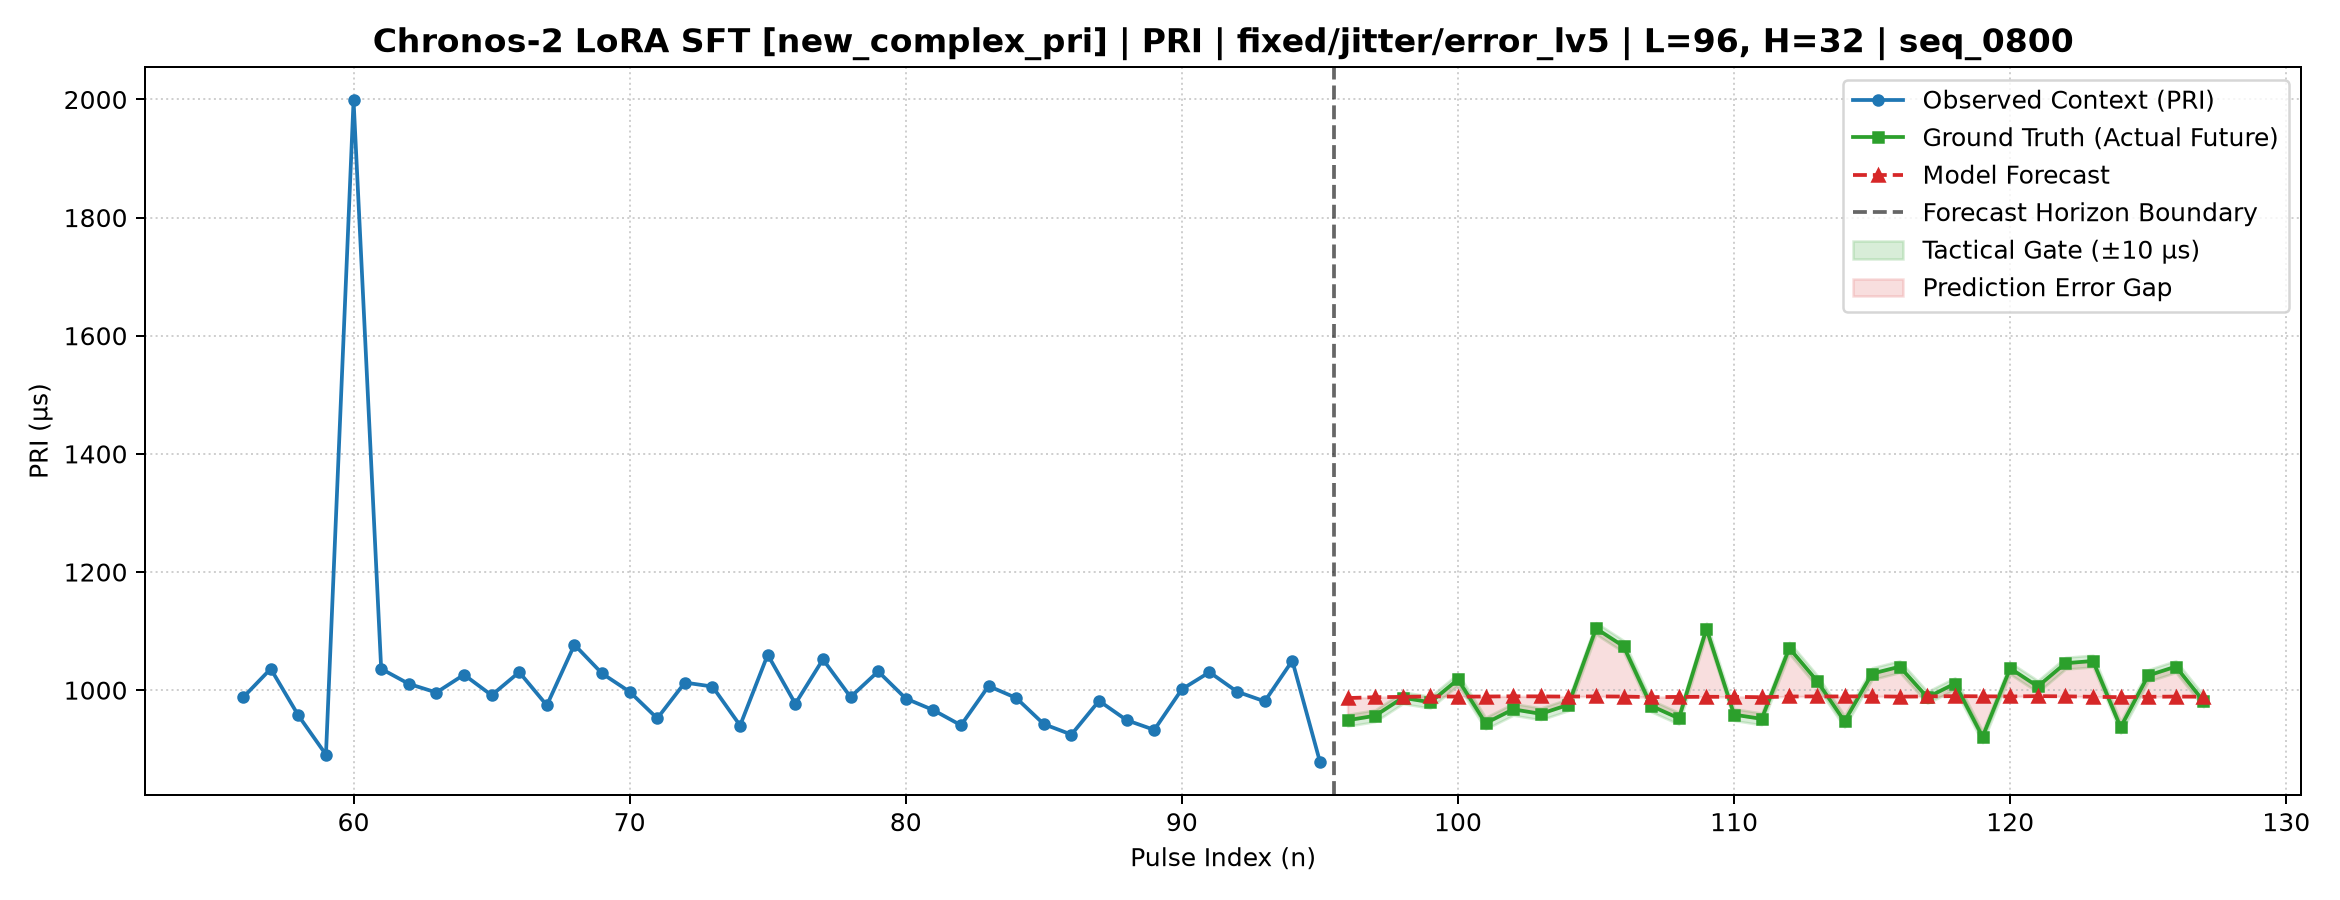 Chronos-2 LoRA SFT [new_complex_pri] | PRI | fixed/jitter/error_lv5 | L=96, H=32 | seq_0800
Observed Context (PRI)
Ground Truth (Actual Future)
Model Forecast
Forecast Horizon Boundary
Tactical Gate (±10 µs)
Prediction Error Gap
PRI (µs)
2000
1800
1600
1400
1200
1000
60 70 80 90 100 110 120 130
Pulse Index (n)